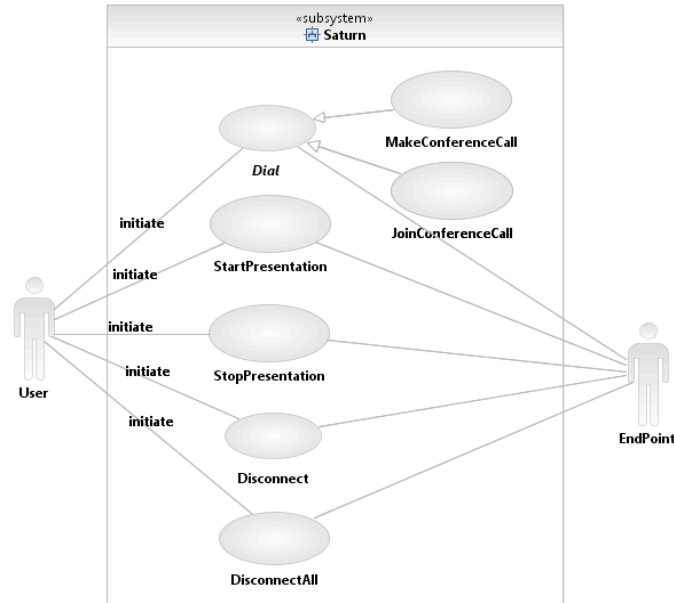 «subsystem»
Saturn
MakeConferenceCall
Dial
JoinConferenceCall
initiate
StartPresentation
initiate
initiate
StopPresentation
initiate
User
initiate
EndPoint
Disconnect
DisconnectAll